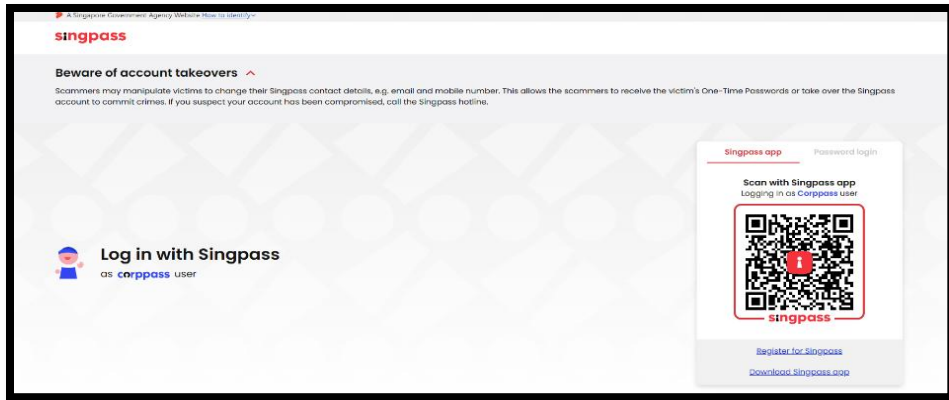 A Singapore Government Agency Website How to identify
singpass
Beware of account takeovers
Scammers may manipulate victims to change their Singpass contact details, e.g. email and mobile number. This allows the scammers to receive the victim's One-Time Passwords or take over the Singpass
account to commit crimes. If you suspect your account has been compromised, call the Singpass hotline.
Singpass app Password login
Scan with Singpass app
Logging in as Corppass user
Log in with Singpass
as corppass user
singpass
Register for Singpass
Download Singpass app